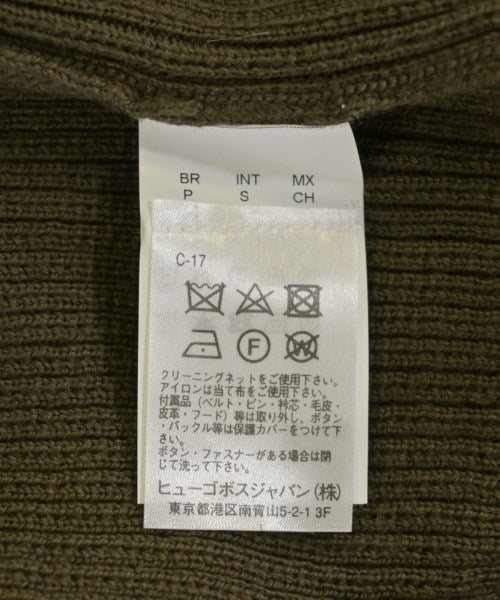 BR INT MX
P S CH
C-17
F W
クリーニングネットをご使用下さい。
アイロンは当て布をご使用下さい。
付属品（ベルト・ピン・衿芯・毛皮・
皮革・フード）等は取り外し、ボタン
・バックル等は保護カバーをつけて下
さい。
ボタン・ファスナーがある場合は閉
じて洗って下さい。
ヒューゴボスジャパン（株）
東京都港区南青山5-2-1 3F